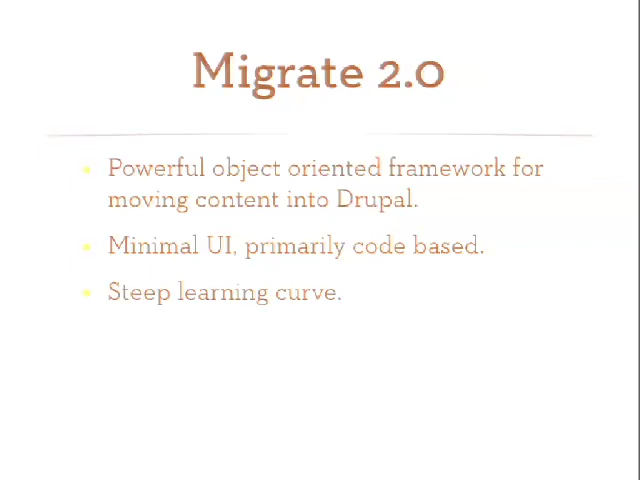 Migrate 2.0
Powerful object oriented framework for
moving content into Drupal.
Minimal UI, primarily code based.
Steep learning curve.